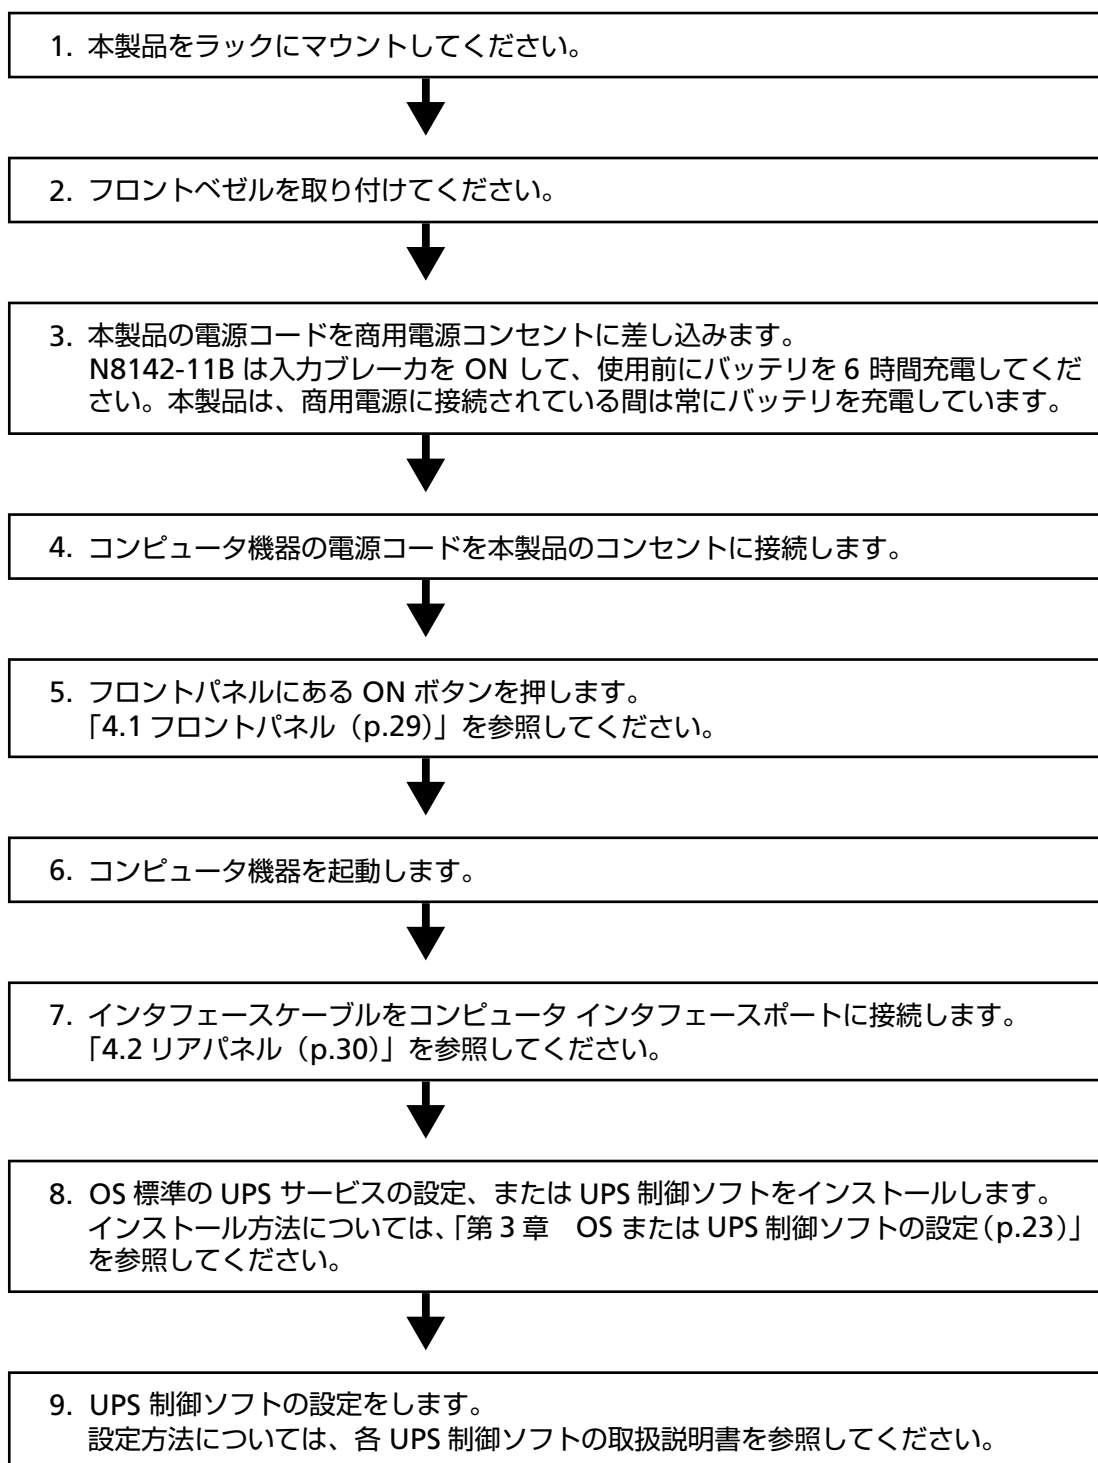 1. 本製品をラックにマウントしてください。
2. フロントベゼルを取り付けてください。
3. 本製品の電源コードを商用電源コンセントに差し込みます。
N8142-11B は入力ブレーカを ON して、使用前にバッテリを 6 時間充電してくだ
さい。本製品は、商用電源に接続されている間は常にバッテリを充電しています。
4. コンピュータ機器の電源コードを本製品のコンセントに接続します。
5. フロントパネルにある ON ボタンを押します。
「4.1 フロントパネル（p.29）」を参照してください。
6. コンピュータ機器を起動します。
7. インタフェースケーブルをコンピュータ インタフェースポートに接続します。
「4.2 リアパネル（p.30）」を参照してください。
8. OS 標準の UPS サービスの設定、または UPS 制御ソフトをインストールします。
インストール方法については、「第 3 章　OS または UPS 制御ソフトの設定（p.23）」
を参照してください。
9. UPS 制御ソフトの設定をします。
設定方法については、各 UPS 制御ソフトの取扱説明書を参照してください。